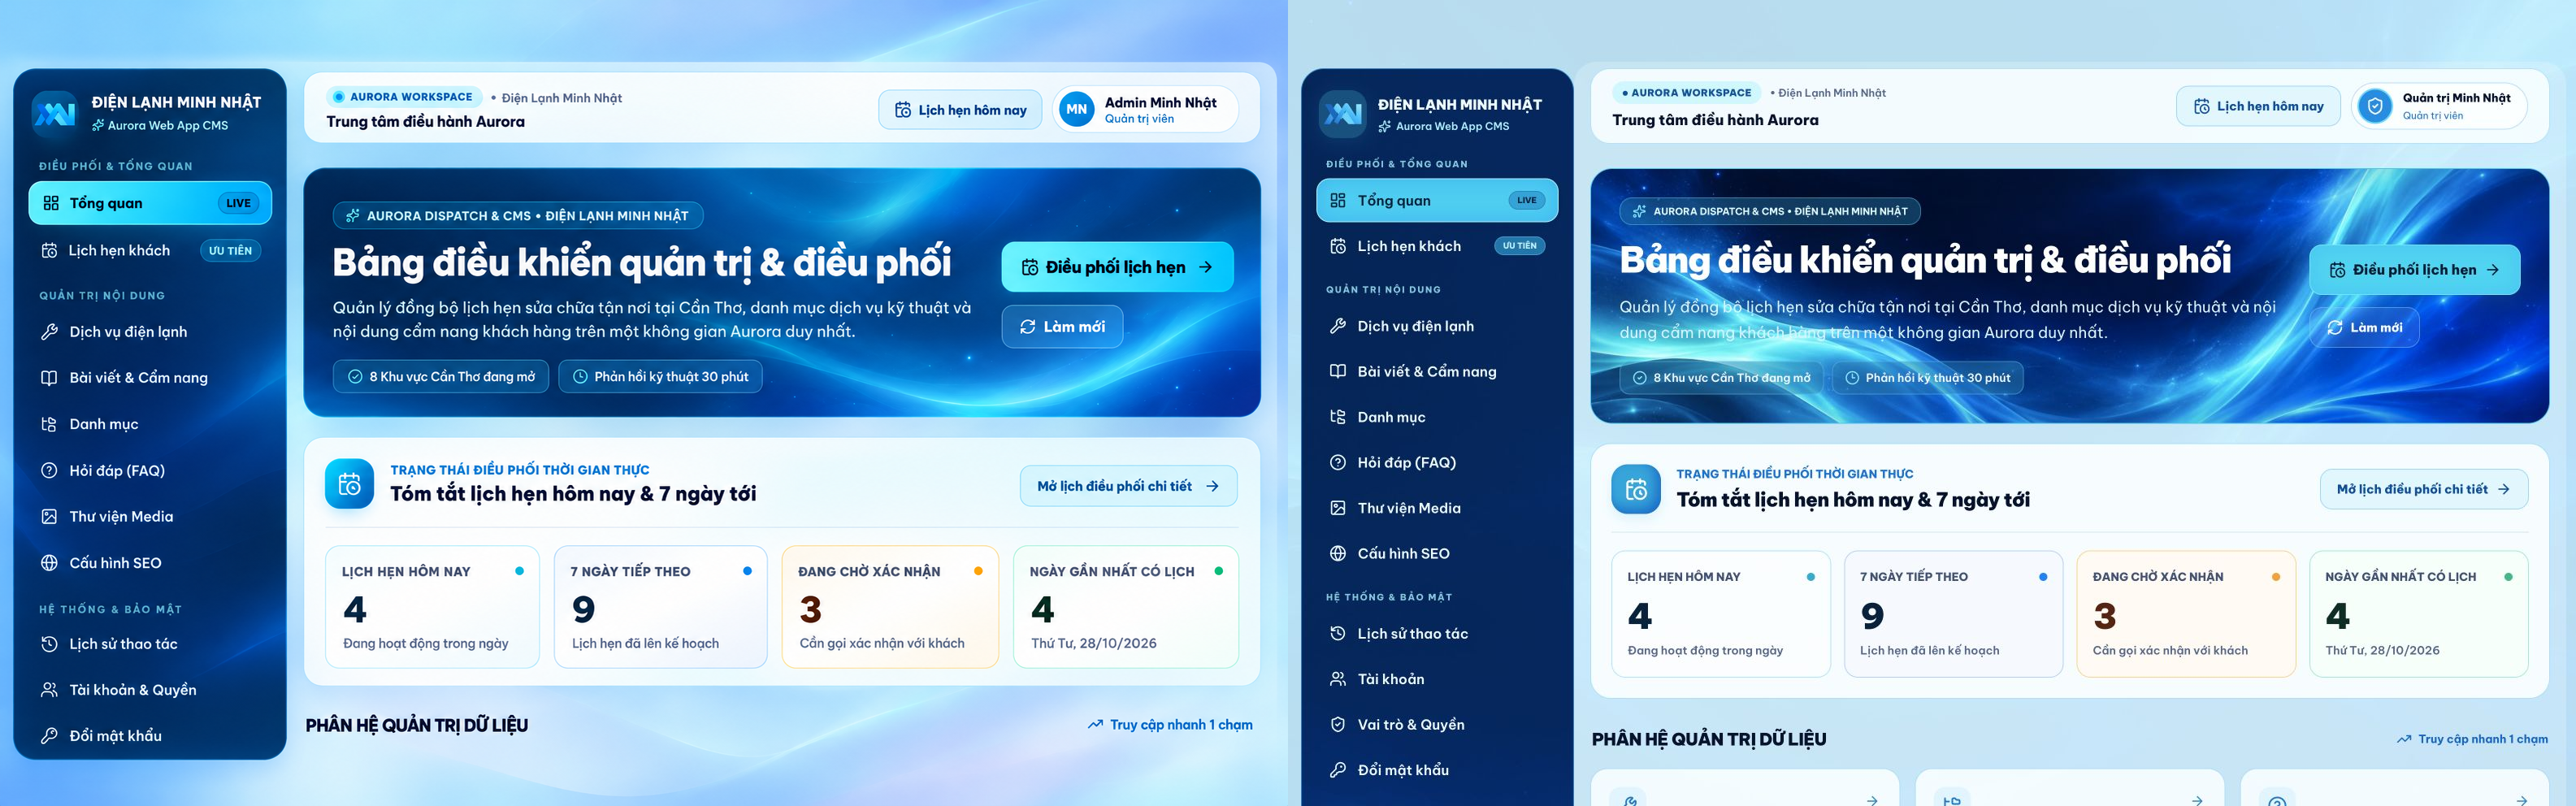 ĐIỆN LẠNH MINH NHẬT
Aurora Web App CMS
ĐIỀU PHỐI & TỔNG QUAN
Tổng quan
LIVE
Lịch hẹn khách
ƯU TIÊN
QUẢN TRỊ NỘI DUNG
Dịch vụ điện lạnh
Bài viết & Cẩm nang
Danh mục
Hỏi đáp (FAQ)
Thư viện Media
Cấu hình SEO
HỆ THỐNG & BẢO MẬT
Lịch sử thao tác
Tài khoản & Quyền
Đổi mật khẩu
AURORA WORKSPACE
• Điện Lạnh Minh Nhật
Trung tâm điều hành Aurora
Lịch hẹn hôm nay
MN
Admin Minh Nhật
Quản trị viên
AURORA DISPATCH & CMS • ĐIỆN LẠNH MINH NHẬT
Bảng điều khiển quản trị & điều phối
Quản lý đồng bộ lịch hẹn sửa chữa tận nơi tại Cần Thơ, danh mục dịch vụ kỹ thuật và
nội dung cẩm nang khách hàng trên một không gian Aurora duy nhất.
8 Khu vực Cần Thơ đang mở
Phản hồi kỹ thuật 30 phút
Điều phối lịch hẹn
Làm mới
TRẠNG THÁI ĐIỀU PHỐI THỜI GIAN THỰC
Tóm tắt lịch hẹn hôm nay & 7 ngày tới
Mở lịch điều phối chi tiết
LỊCH HẸN HÔM NAY
4
Đang hoạt động trong ngày
7 NGÀY TIẾP THEO
9
Lịch hẹn đã lên kế hoạch
ĐANG CHỜ XÁC NHẬN
3
Cần gọi xác nhận với khách
NGÀY GẦN NHẤT CÓ LỊCH
4
Thứ Tư, 28/10/2026
PHÂN HỆ QUẢN TRỊ DỮ LIỆU
Truy cập nhanh 1 chạm
ĐIỆN LẠNH MINH NHẬT
Aurora Web App CMS
ĐIỀU PHỐI & TỔNG QUAN
Tổng quan
LIVE
Lịch hẹn khách
ƯU TIÊN
QUẢN TRỊ NỘI DUNG
Dịch vụ điện lạnh
Bài viết & Cẩm nang
Danh mục
Hỏi đáp (FAQ)
Thư viện Media
Cấu hình SEO
HỆ THỐNG & BẢO MẬT
Lịch sử thao tác
Tài khoản
Vai trò & Quyền
Đổi mật khẩu
• AURORA WORKSPACE
• Điện Lạnh Minh Nhật
Trung tâm điều hành Aurora
Lịch hẹn hôm nay
Quản trị Minh Nhật
Quản trị viên
AURORA DISPATCH & CMS • ĐIỆN LẠNH MINH NHẬT
Bảng điều khiển quản trị & điều phối
Quản lý đồng bộ lịch hẹn sửa chữa tận nơi tại Cần Thơ, danh mục dịch vụ kỹ thuật và nội
dung cẩm nang khách hàng trên một không gian Aurora duy nhất.
8 Khu vực Cần Thơ đang mở
Phản hồi kỹ thuật 30 phút
Điều phối lịch hẹn
Làm mới
TRẠNG THÁI ĐIỀU PHỐI THỜI GIAN THỰC
Tóm tắt lịch hẹn hôm nay & 7 ngày tới
Mở lịch điều phối chi tiết
LỊCH HẸN HÔM NAY
4
Đang hoạt động trong ngày
7 NGÀY TIẾP THEO
9
Lịch hẹn đã lên kế hoạch
ĐANG CHỜ XÁC NHẬN
3
Cần gọi xác nhận với khách
NGÀY GẦN NHẤT CÓ LỊCH
4
Thứ Tư, 28/10/2026
PHÂN HỆ QUẢN TRỊ DỮ LIỆU
Truy cập nhanh 1 chạm